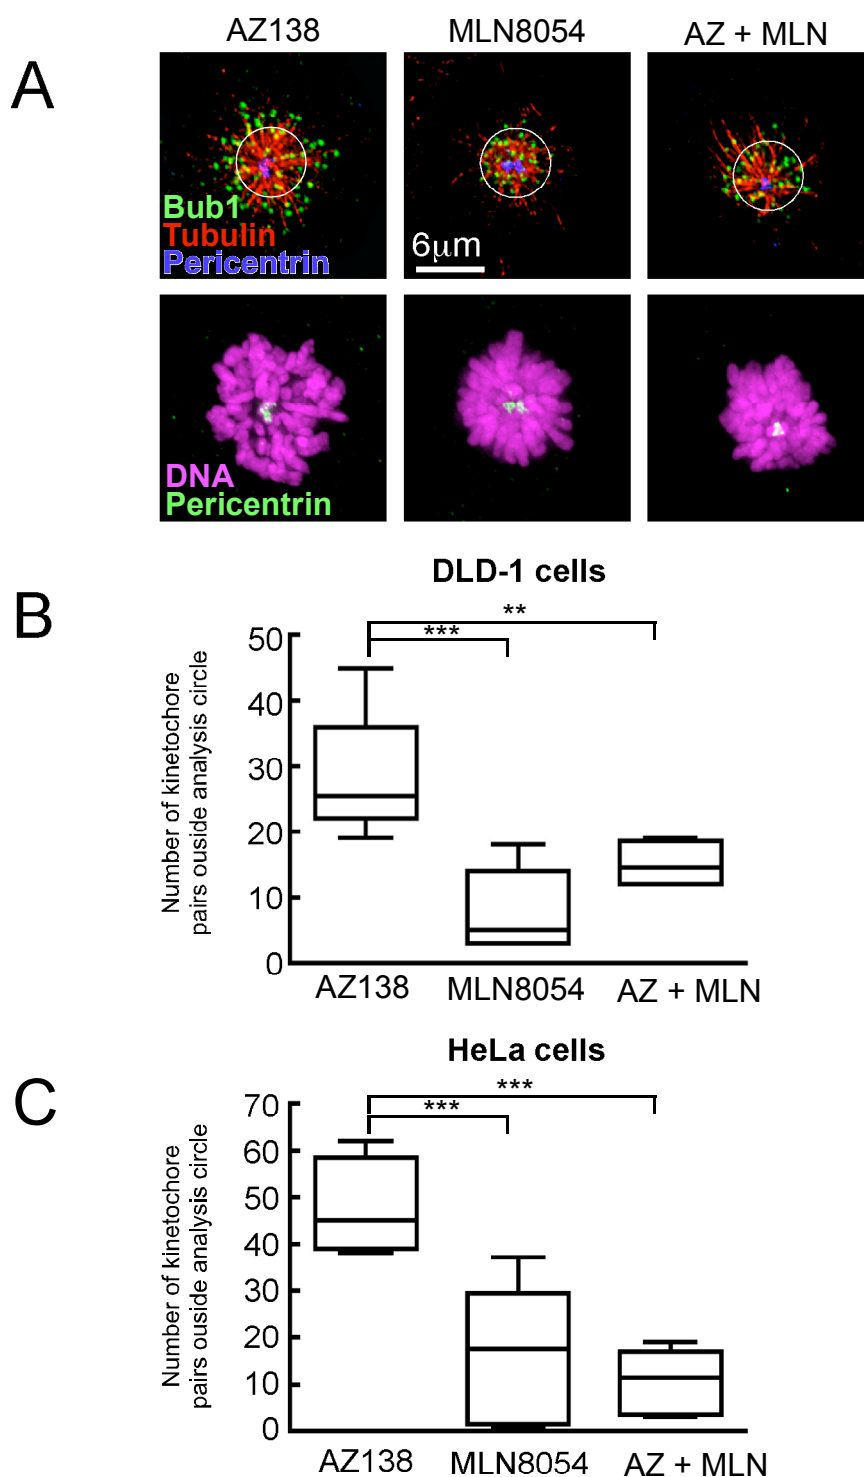 AZ138 MLN8054 AZ + MLN
A
Bub1
Tubulin
Pericentrin
6μm
DNA
Pericentrin
DLD-1 cells
B
**
***
Number of kinetochore
pairs ouside analysis circle
50
40
30
20
10
0
AZ138 MLN8054 AZ + MLN
HeLa cells
C
***
***
Number of kinetochore
pairs ouside analysis circle
70
60
50
40
30
20
10
0
AZ138 MLN8054 AZ + MLN